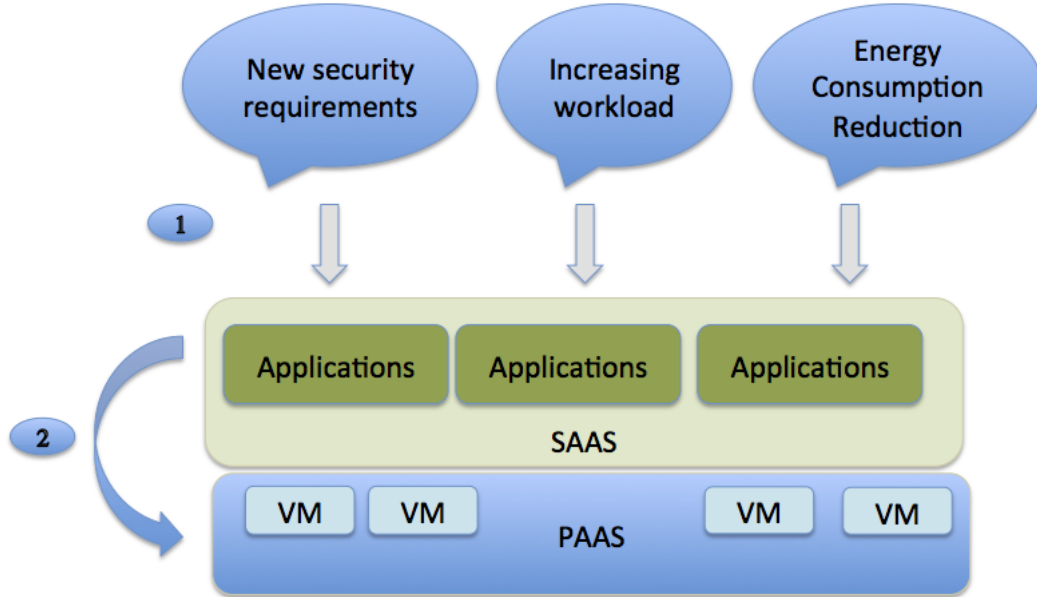 New security
requirements
Increasing
workload
Energy
Consumption
Reduction
1
Applications
Applications
Applications
SAAS
2
VM
VM
VM
VM
PAAS